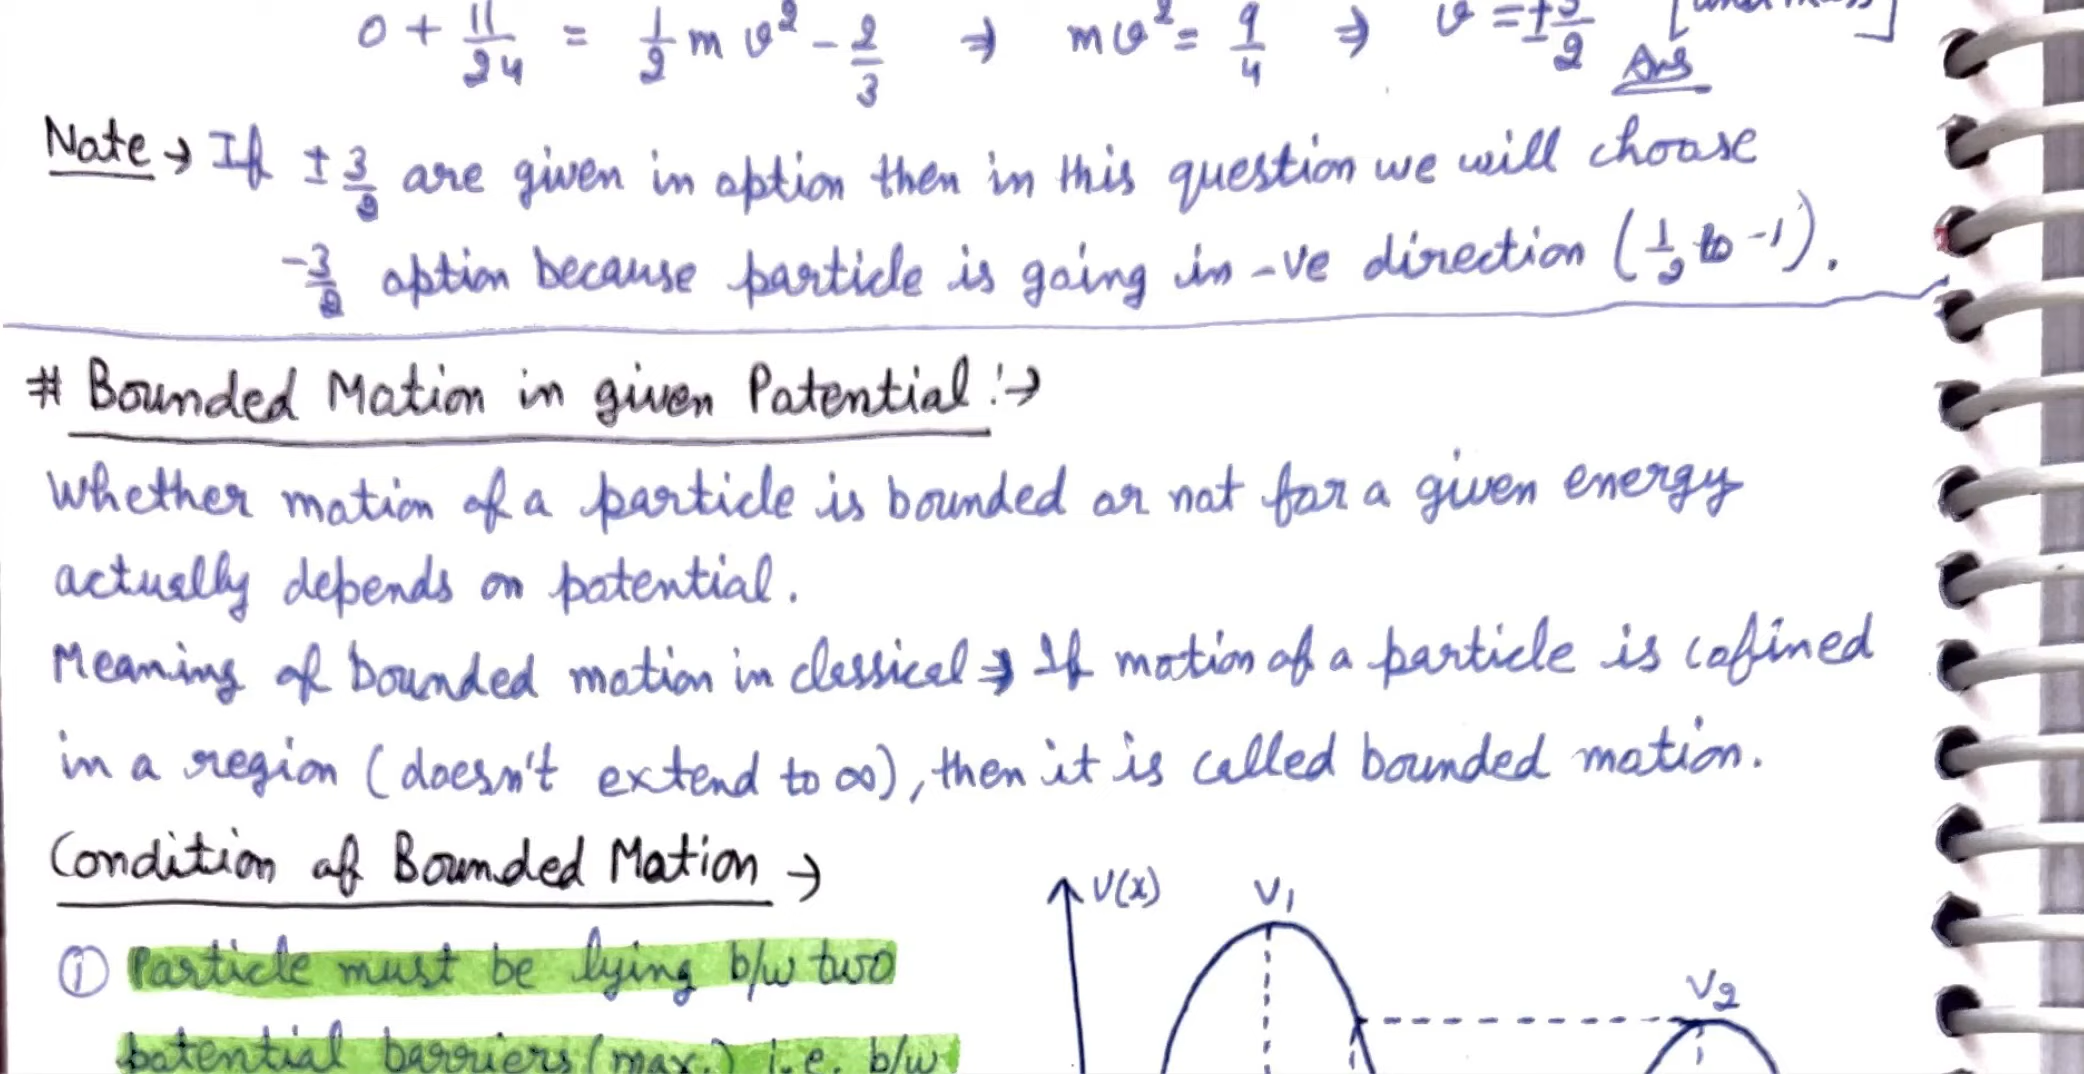 0 + 11/24 = 1/2 m v² - 2/3 ⇒ mv² = 9/4 ⇒ v = ± 3/2 Ans
Note → If ± 3/2 are given in option then in this question we will choose
-3/2 option because particle is going in -ve direction (1/2 to -1).
# Bounded Motion in given Potential :→
Whether motion of a particle is bounded or not for a given energy
actually depends on potential.
Meaning of bounded motion in classical → If motion of a particle is cofined
in a region (doesn't extend to ∞), then it is called bounded motion.
Condition of Bounded Motion →
① Particle must be lying b/w two
potential barriers (max.) i.e. b/w
V(x)
V1
V2